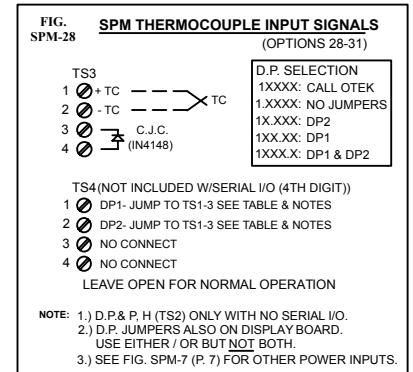 FIG.
SPM-28
SPM THERMOCOUPLE INPUT SIGNALS
(OPTIONS 28-31)
TS3
1 + TC
2 - TC
TC
3 C.J.C.
4 (IN4148)
D.P. SELECTION
1XXXX: CALL OTEK
1.XXXX: NO JUMPERS
1X.XXX: DP2
1XX.XX: DP1
1XXX.X: DP1 & DP2
TS4 (NOT INCLUDED W/SERIAL I/O (4TH DIGIT))
1 DP1- JUMP TO TS1-3 SEE TABLE & NOTES
2 DP2- JUMP TO TS1-3 SEE TABLE & NOTES
3 NO CONNECT
4 NO CONNECT
LEAVE OPEN FOR NORMAL OPERATION
NOTE: 1.) D.P.& P, H (TS2) ONLY WITH NO SERIAL I/O.
2.) D.P. JUMPERS ALSO ON DISPLAY BOARD.
USE EITHER / OR BUT NOT BOTH.
3.) SEE FIG. SPM-7 (P. 7) FOR OTHER POWER INPUTS.